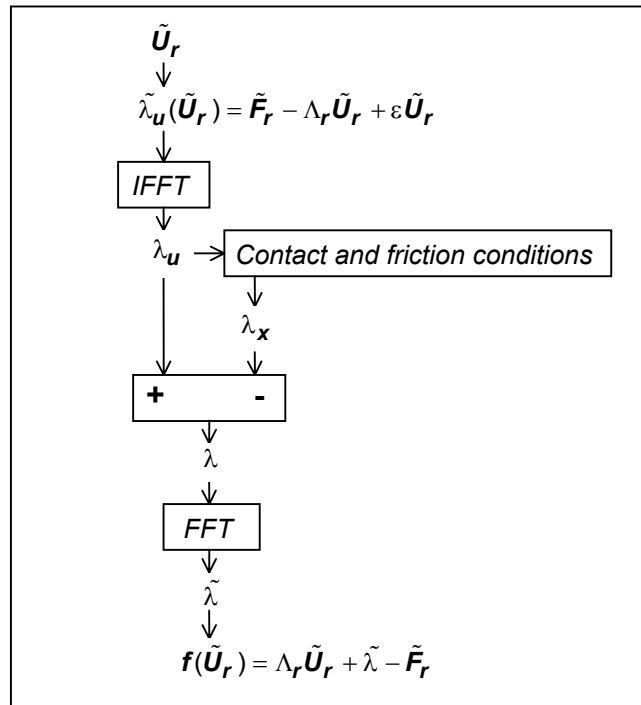 Ũᵣ
λ̃ᵤ(Ũᵣ) = F̃ᵣ − ΛᵣŨᵣ + εŨᵣ
IFFT
λᵤ
Contact and friction conditions
λₓ
+ -
λ
FFT
λ̃
f(Ũᵣ) = ΛᵣŨᵣ + λ̃ − F̃ᵣ